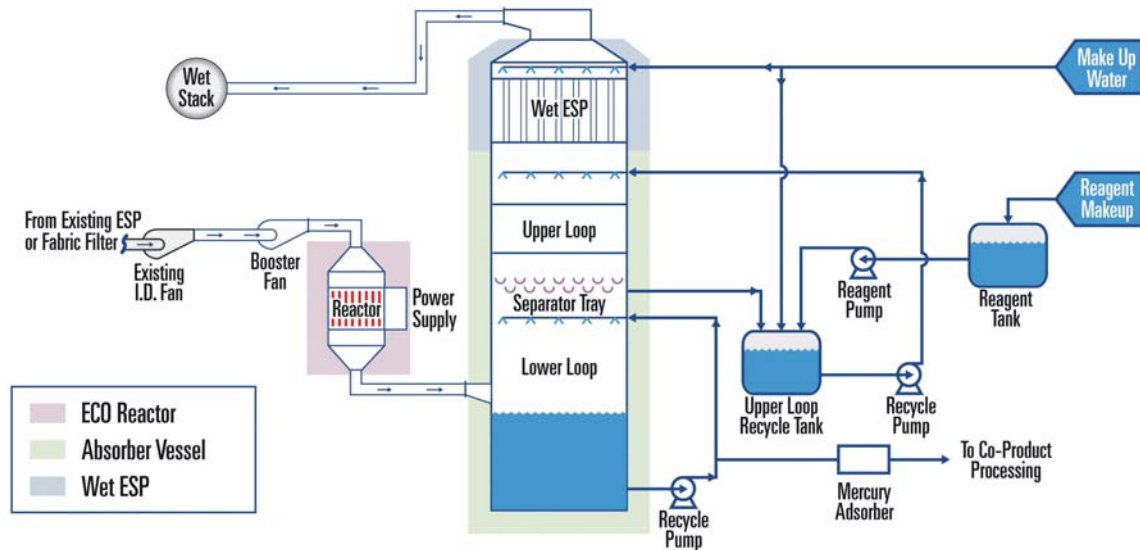 Wet
Stack
Wet ESP
Make Up
Water
Reagent
Makeup
From Existing ESP
or Fabric Filter
Existing
I.D. Fan
Booster
Fan
Reactor
Power
Supply
Upper Loop
Separator Tray
Lower Loop
Reagent
Pump
Reagent
Tank
Upper Loop
Recycle Tank
Recycle
Pump
Recycle
Pump
Mercury
Adsorber
To Co-Product
Processing
ECO Reactor
Absorber Vessel
Wet ESP